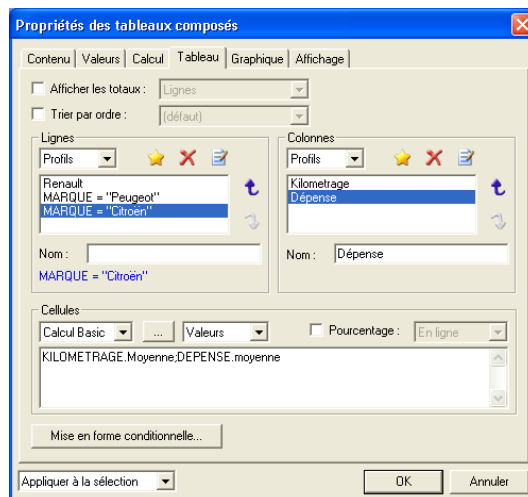 Propriétés des tableaux composés
Contenu Valeurs Calcul Tableau Graphique Affichage
Afficher les totaux : Lignes
Trier par ordre : (défaut)
Lignes
Profils
Renault
MARQUE = "Peugeot"
MARQUE = "Citroën"
Nom :
MARQUE = "Citroën"
Colonnes
Profils
Kilometrage
Dépense
Nom : Dépense
Cellules
Calcul Basic ... Valeurs Pourcentage : En ligne
KILOMETRAGE.Moyenne;DEPENSE.moyenne
Mise en forme conditionnelle...
Appliquer à la sélection OK Annuler